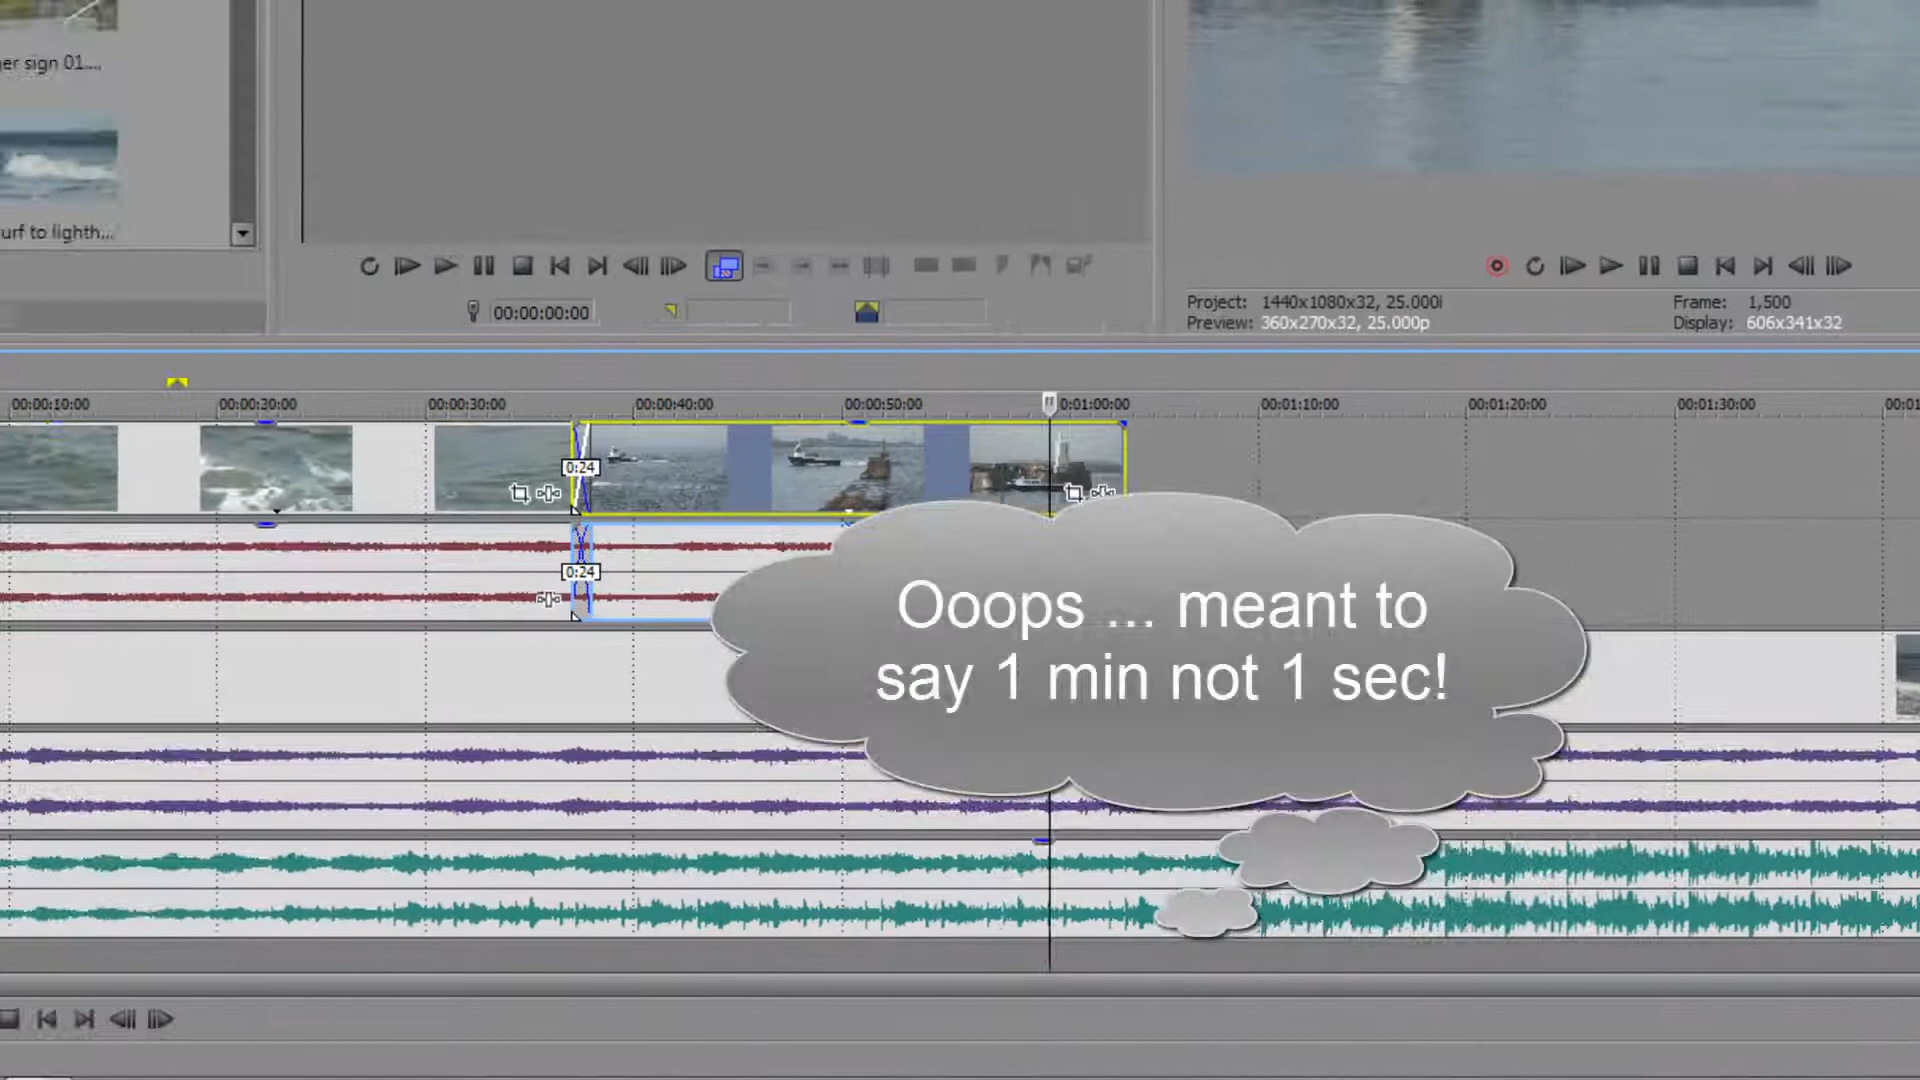 er sign 01....
urf to lighth...
00:00:00:00
Project: 1440x1080x32, 25.000i
Preview: 360x270x32, 25.000p
Frame: 1,500
Display: 606x341x32
00:00:10:00 00:00:20:00 00:00:30:00 00:00:40:00 00:00:50:00 0:01:00:00 00:01:10:00 00:01:20:00 00:01:30:00 00:01
0:24
0:24
Ooops ... meant to
say 1 min not 1 sec!